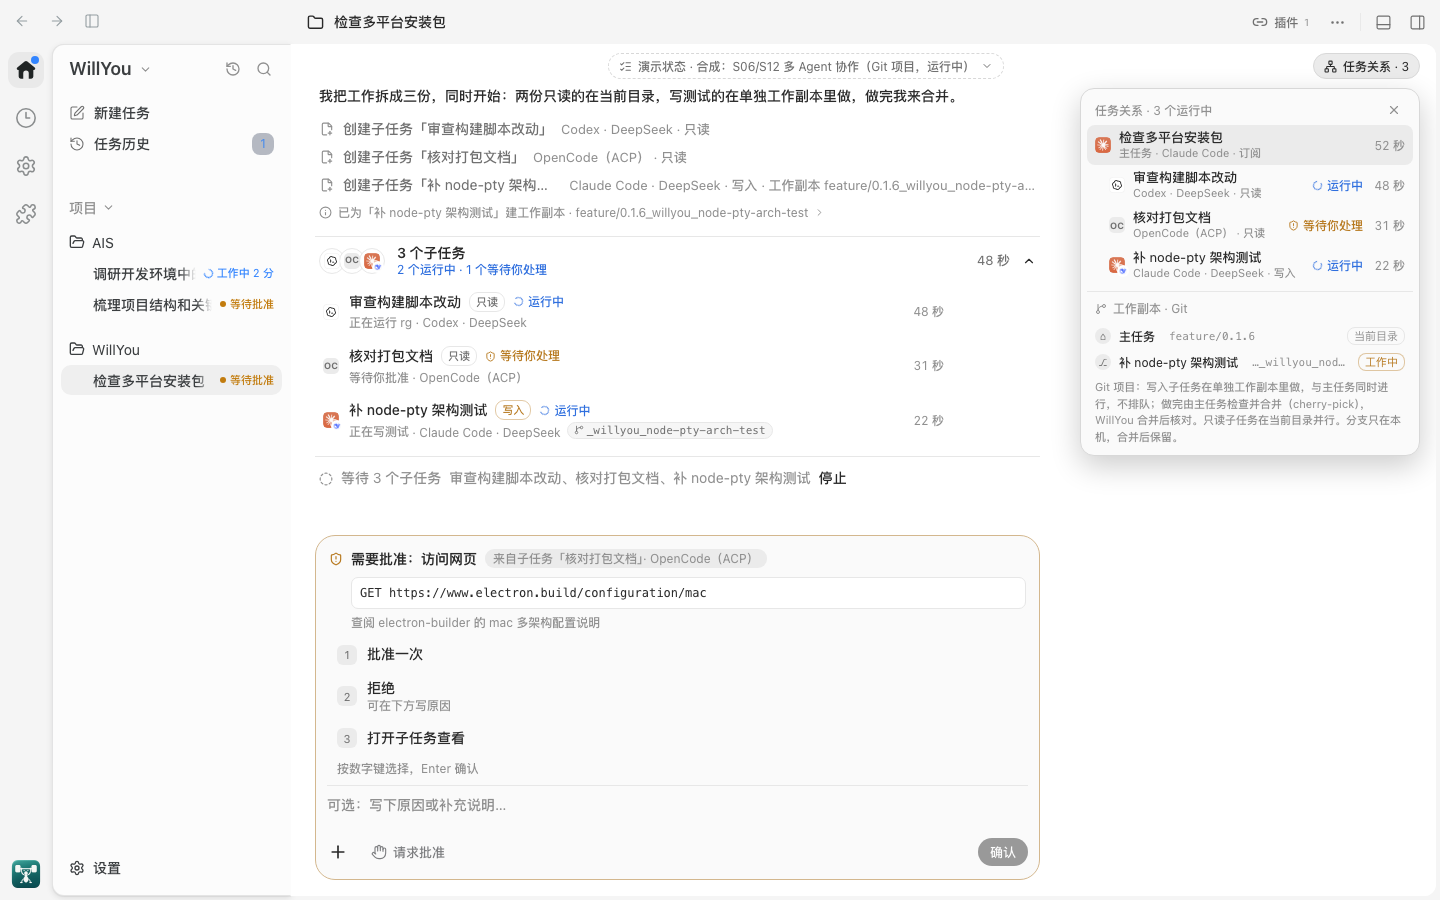 检查多平台安装包
插件 1
WillYou
新建任务
任务历史
1
项目
AIS
调研开发环境中
工作中 2 分
梳理项目结构和关
等待批准
WillYou
检查多平台安装包
等待批准
设置
演示状态 · 合成：S06/S12 多 Agent 协作（Git 项目，运行中）
我把工作拆成三份，同时开始：两份只读的在当前目录，写测试的在单独工作副本里做，做完我来合并。
创建子任务「审查构建脚本改动」 Codex · DeepSeek · 只读
创建子任务「核对打包文档」 OpenCode（ACP） · 只读
创建子任务「补 node-pty 架构... Claude Code · DeepSeek · 写入 · 工作副本 feature/0.1.6_willyou_node-pty-a...
已为「补 node-pty 架构测试」建工作副本 · feature/0.1.6_willyou_node-pty-arch-test
OC
3 个子任务
2 个运行中 · 1 个等待你处理
48 秒
审查构建脚本改动 只读 运行中
正在运行 rg · Codex · DeepSeek
48 秒
OC
核对打包文档 只读 等待你处理
等待你批准 · OpenCode（ACP）
31 秒
补 node-pty 架构测试 写入 运行中
正在写测试 · Claude Code · DeepSeek _willyou_node-pty-arch-test
22 秒
等待 3 个子任务 审查构建脚本改动、核对打包文档、补 node-pty 架构测试 停止
需要批准：访问网页 来自子任务「核对打包文档」· OpenCode（ACP）
GET https://www.electron.build/configuration/mac
查阅 electron-builder 的 mac 多架构配置说明
1 批准一次
2 拒绝
可在下方写原因
3 打开子任务查看
按数字键选择，Enter 确认
可选：写下原因或补充说明...
请求批准
确认
任务关系 · 3
任务关系 · 3 个运行中
检查多平台安装包
主任务 · Claude Code · 订阅
52 秒
审查构建脚本改动
Codex · DeepSeek · 只读
运行中 48 秒
OC
核对打包文档
OpenCode（ACP） · 只读
等待你处理 31 秒
补 node-pty 架构测试
Claude Code · DeepSeek · 写入
运行中 22 秒
工作副本 · Git
主任务 feature/0.1.6 当前目录
补 node-pty 架构测试 …_willyou_nod… 工作中
Git 项目：写入子任务在单独工作副本里做，与主任务同时进
行，不排队；做完由主任务检查并合并（cherry-pick），
WillYou 合并后核对。只读子任务在当前目录并行。分支只在本
机，合并后保留。